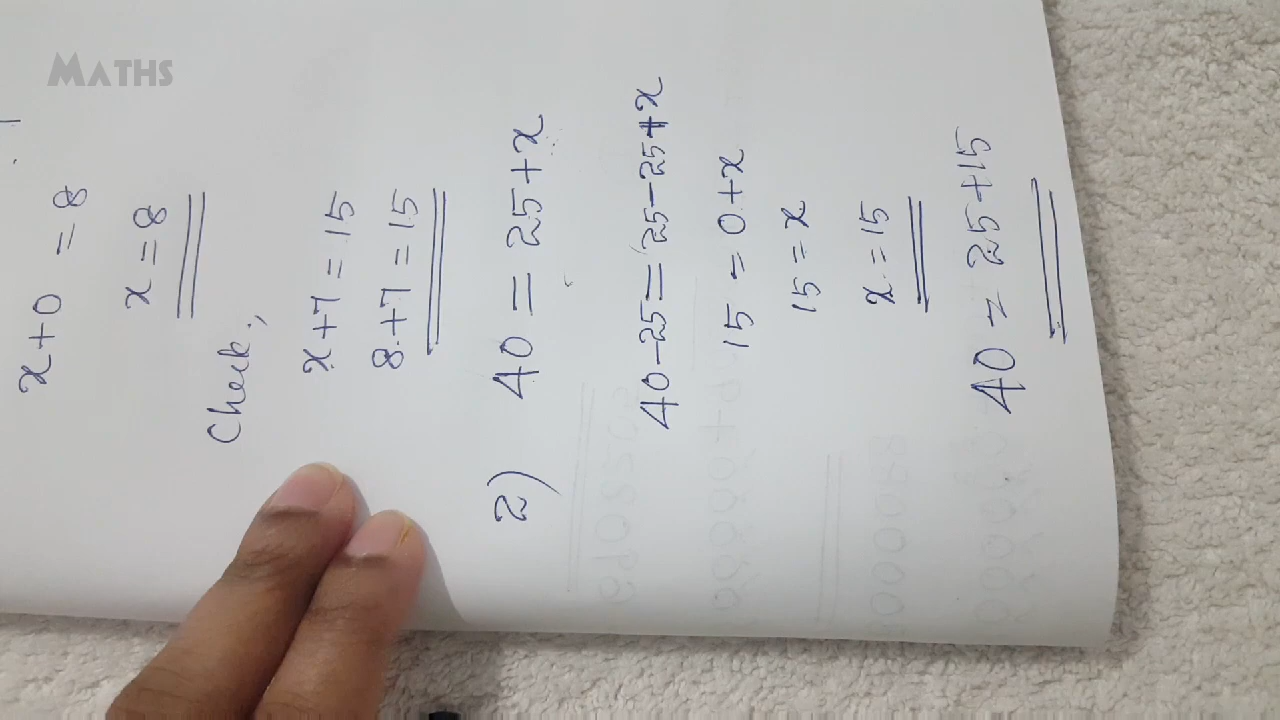 MATHS
x+0 = 8
x = 8
Check,
x+7 = 15
8+7 = 15
2) 40 = 25+x
40-25 = 25-25+x
15 = 0+x
15 = x
x = 15
40 = 25+15